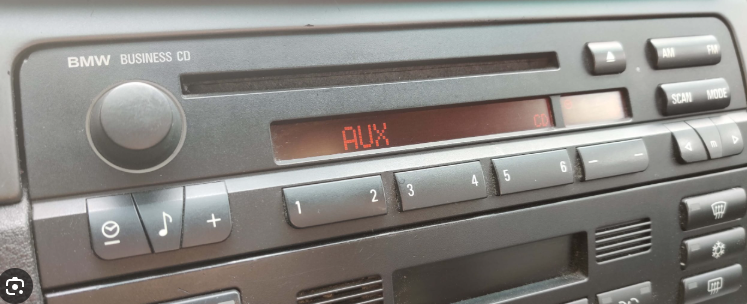 BMW BUSINESS CD
AM FM
SCAN MODE
AUX
CD
1 2
3 4
5 6
m